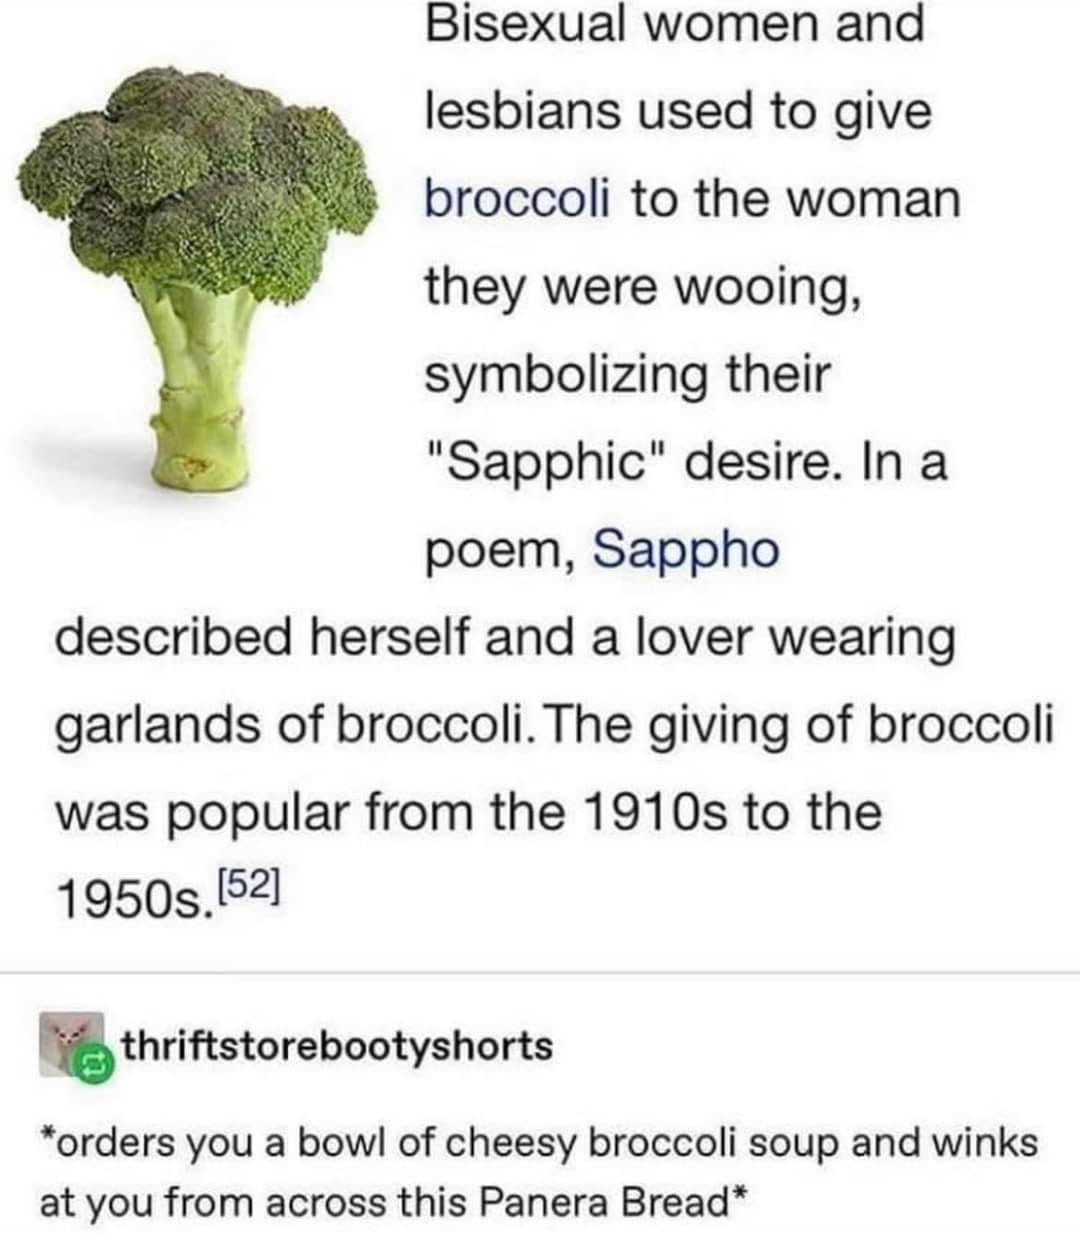 Bisexual women and
lesbians used to give
broccoli to the woman
they were wooing,
symbolizing their
"Sapphic" desire. In a
poem, Sappho
described herself and a lover wearing
garlands of broccoli. The giving of broccoli
was popular from the 1910s to the
1950s.[52]
thriftstorebootyshorts
*orders you a bowl of cheesy broccoli soup and winks
at you from across this Panera Bread*